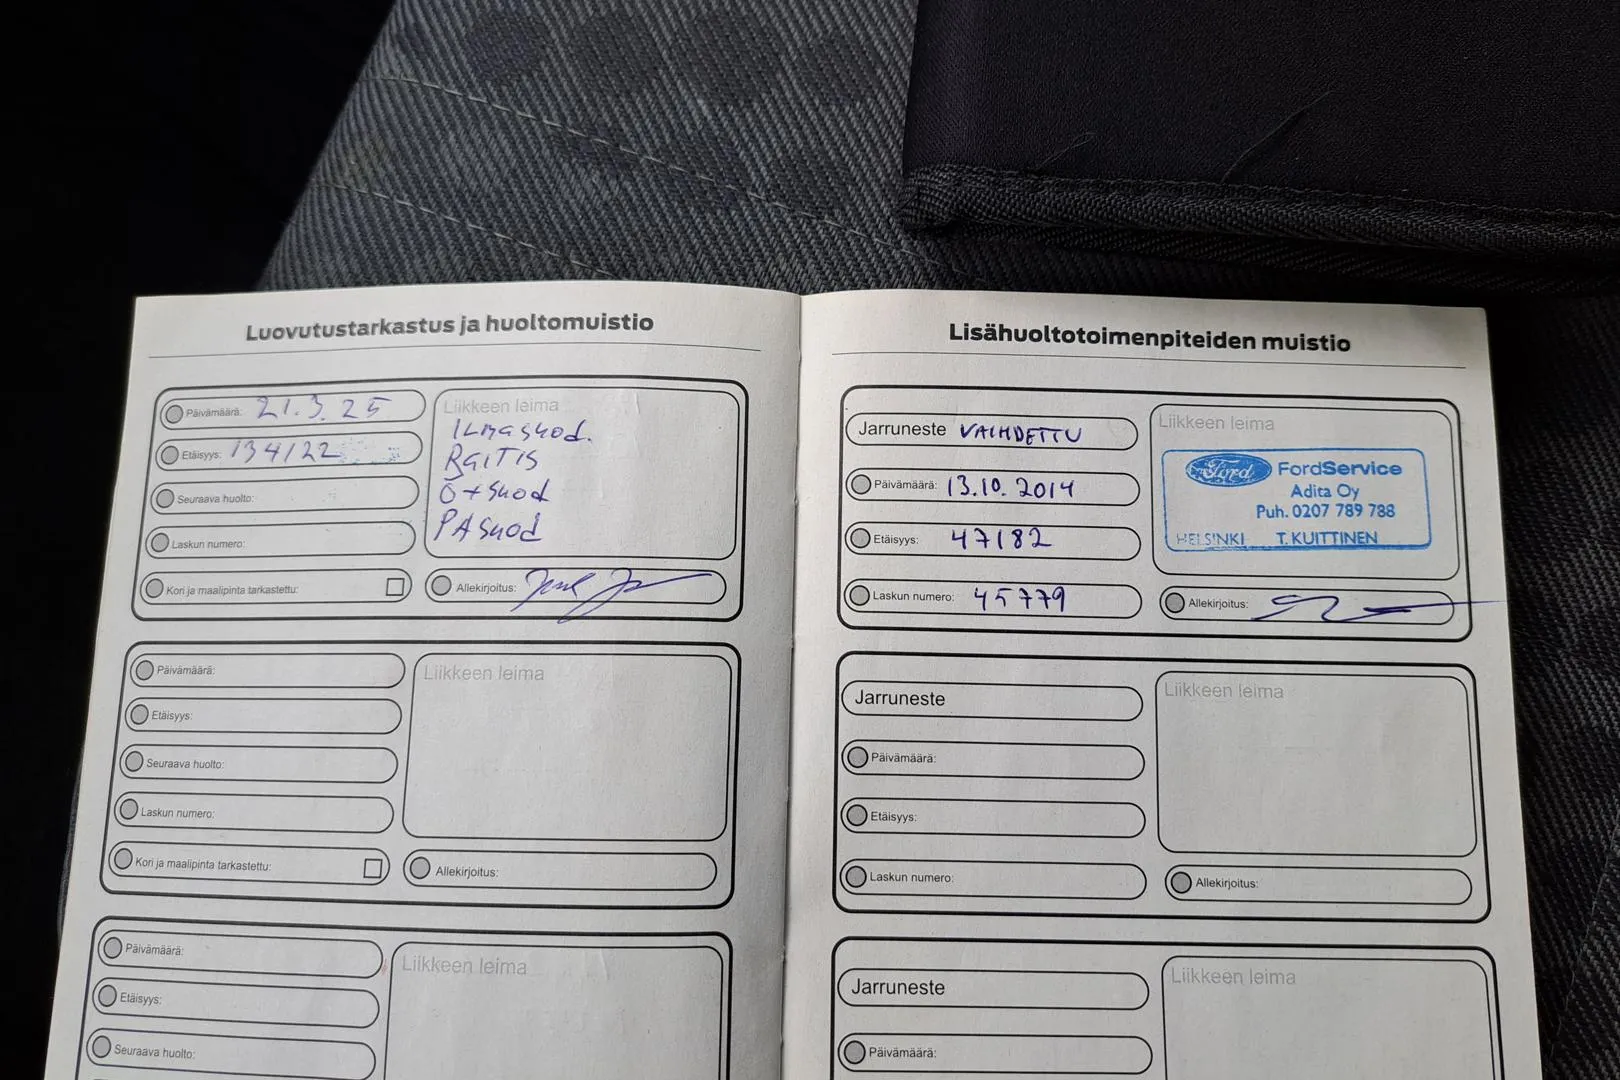 Luovutustarkastus ja huoltomuistio
Päivämäärä: 21.3.25
Etäisyys: 134122
Seuraava huolto:
Laskun numero:
Kori ja maalipinta tarkastettu:
Liikkeen leima
ILMASUOD.
RAITIS
Ö+SUOD
PASUOD
Allekirjoitus:
Päivämäärä:
Etäisyys:
Seuraava huolto:
Laskun numero:
Kori ja maalipinta tarkastettu:
Liikkeen leima
Allekirjoitus:
Päivämäärä:
Etäisyys:
Seuraava huolto:
Liikkeen leima
Lisähuoltotoimenpiteiden muistio
Jarruneste VAIHDETTU
Päivämäärä: 13.10.2014
Etäisyys: 47182
Laskun numero: 45779
Liikkeen leima
Ford FordService
Adita Oy
Puh. 0207 789 788
HELSINKI T. KUITTINEN
Allekirjoitus:
Jarruneste
Päivämäärä:
Etäisyys:
Laskun numero:
Liikkeen leima
Allekirjoitus:
Jarruneste
Päivämäärä:
Liikkeen leima